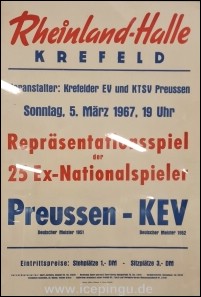 Rheinland-Halle
KREFELD
Veranstalter: Krefelder EV und KTSV Preussen
Sonntag, 5. März 1967, 19 Uhr
Repräsentationsspiel
der
25 Ex-Nationalspieler
Preussen - KEV
Deutscher Meister 1951 Deutscher Meister 1952
Eintrittspreise: Stehplätze 1.- DM - Sitzplätze 3.- DM
www.icepingu.de